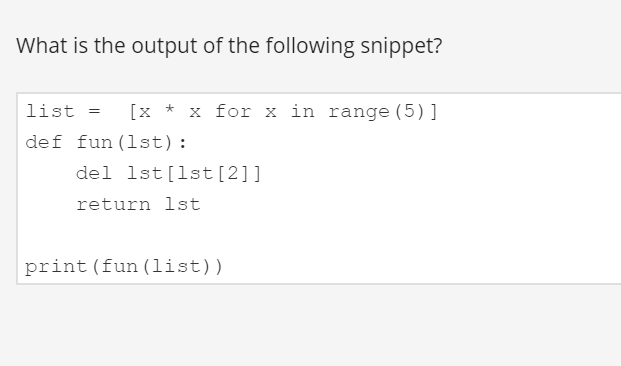 What is the output of the following snippet?
list =  [x * x for x in range(5)]
def fun(lst):
    del lst[lst[2]]
    return lst
print(fun(list))